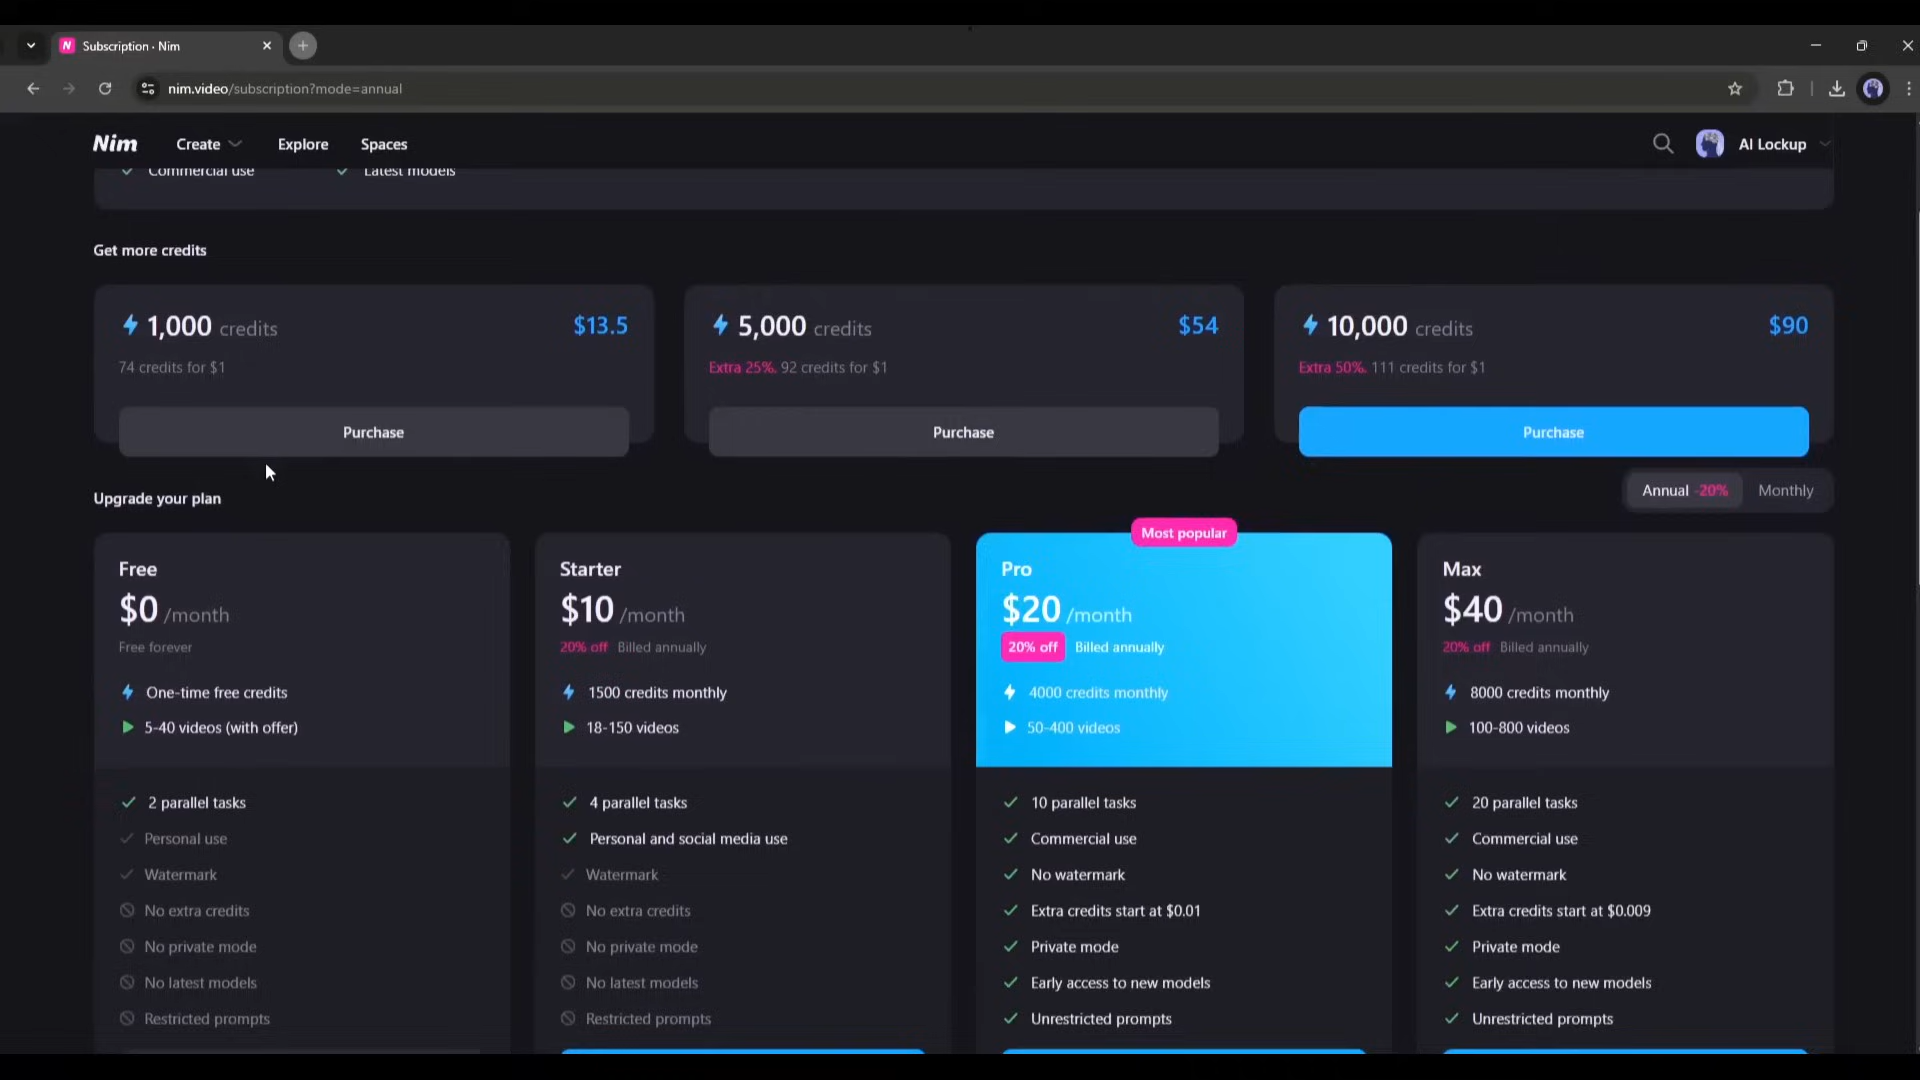 Subscription · Nim
nim.video/subscription?mode=annual
Nim
Create
Explore
Spaces
AI Lockup
Commercial use
Latest models
Get more credits
1,000 credits
$13.5
74 credits for $1
Purchase
5,000 credits
$54
Extra 25%. 92 credits for $1
Purchase
10,000 credits
$90
Extra 50%. 111 credits for $1
Purchase
Upgrade your plan
Annual -20%
Monthly
Free
$0 /month
Free forever
One-time free credits
5-40 videos (with offer)
2 parallel tasks
Personal use
Watermark
No extra credits
No private mode
No latest models
Restricted prompts
Starter
$10 /month
20% off Billed annually
1500 credits monthly
18-150 videos
4 parallel tasks
Personal and social media use
Watermark
No extra credits
No private mode
No latest models
Restricted prompts
Most popular
Pro
$20 /month
20% off Billed annually
4000 credits monthly
50-400 videos
10 parallel tasks
Commercial use
No watermark
Extra credits start at $0.01
Private mode
Early access to new models
Unrestricted prompts
Max
$40 /month
20% off Billed annually
8000 credits monthly
100-800 videos
20 parallel tasks
Commercial use
No watermark
Extra credits start at $0.009
Private mode
Early access to new models
Unrestricted prompts